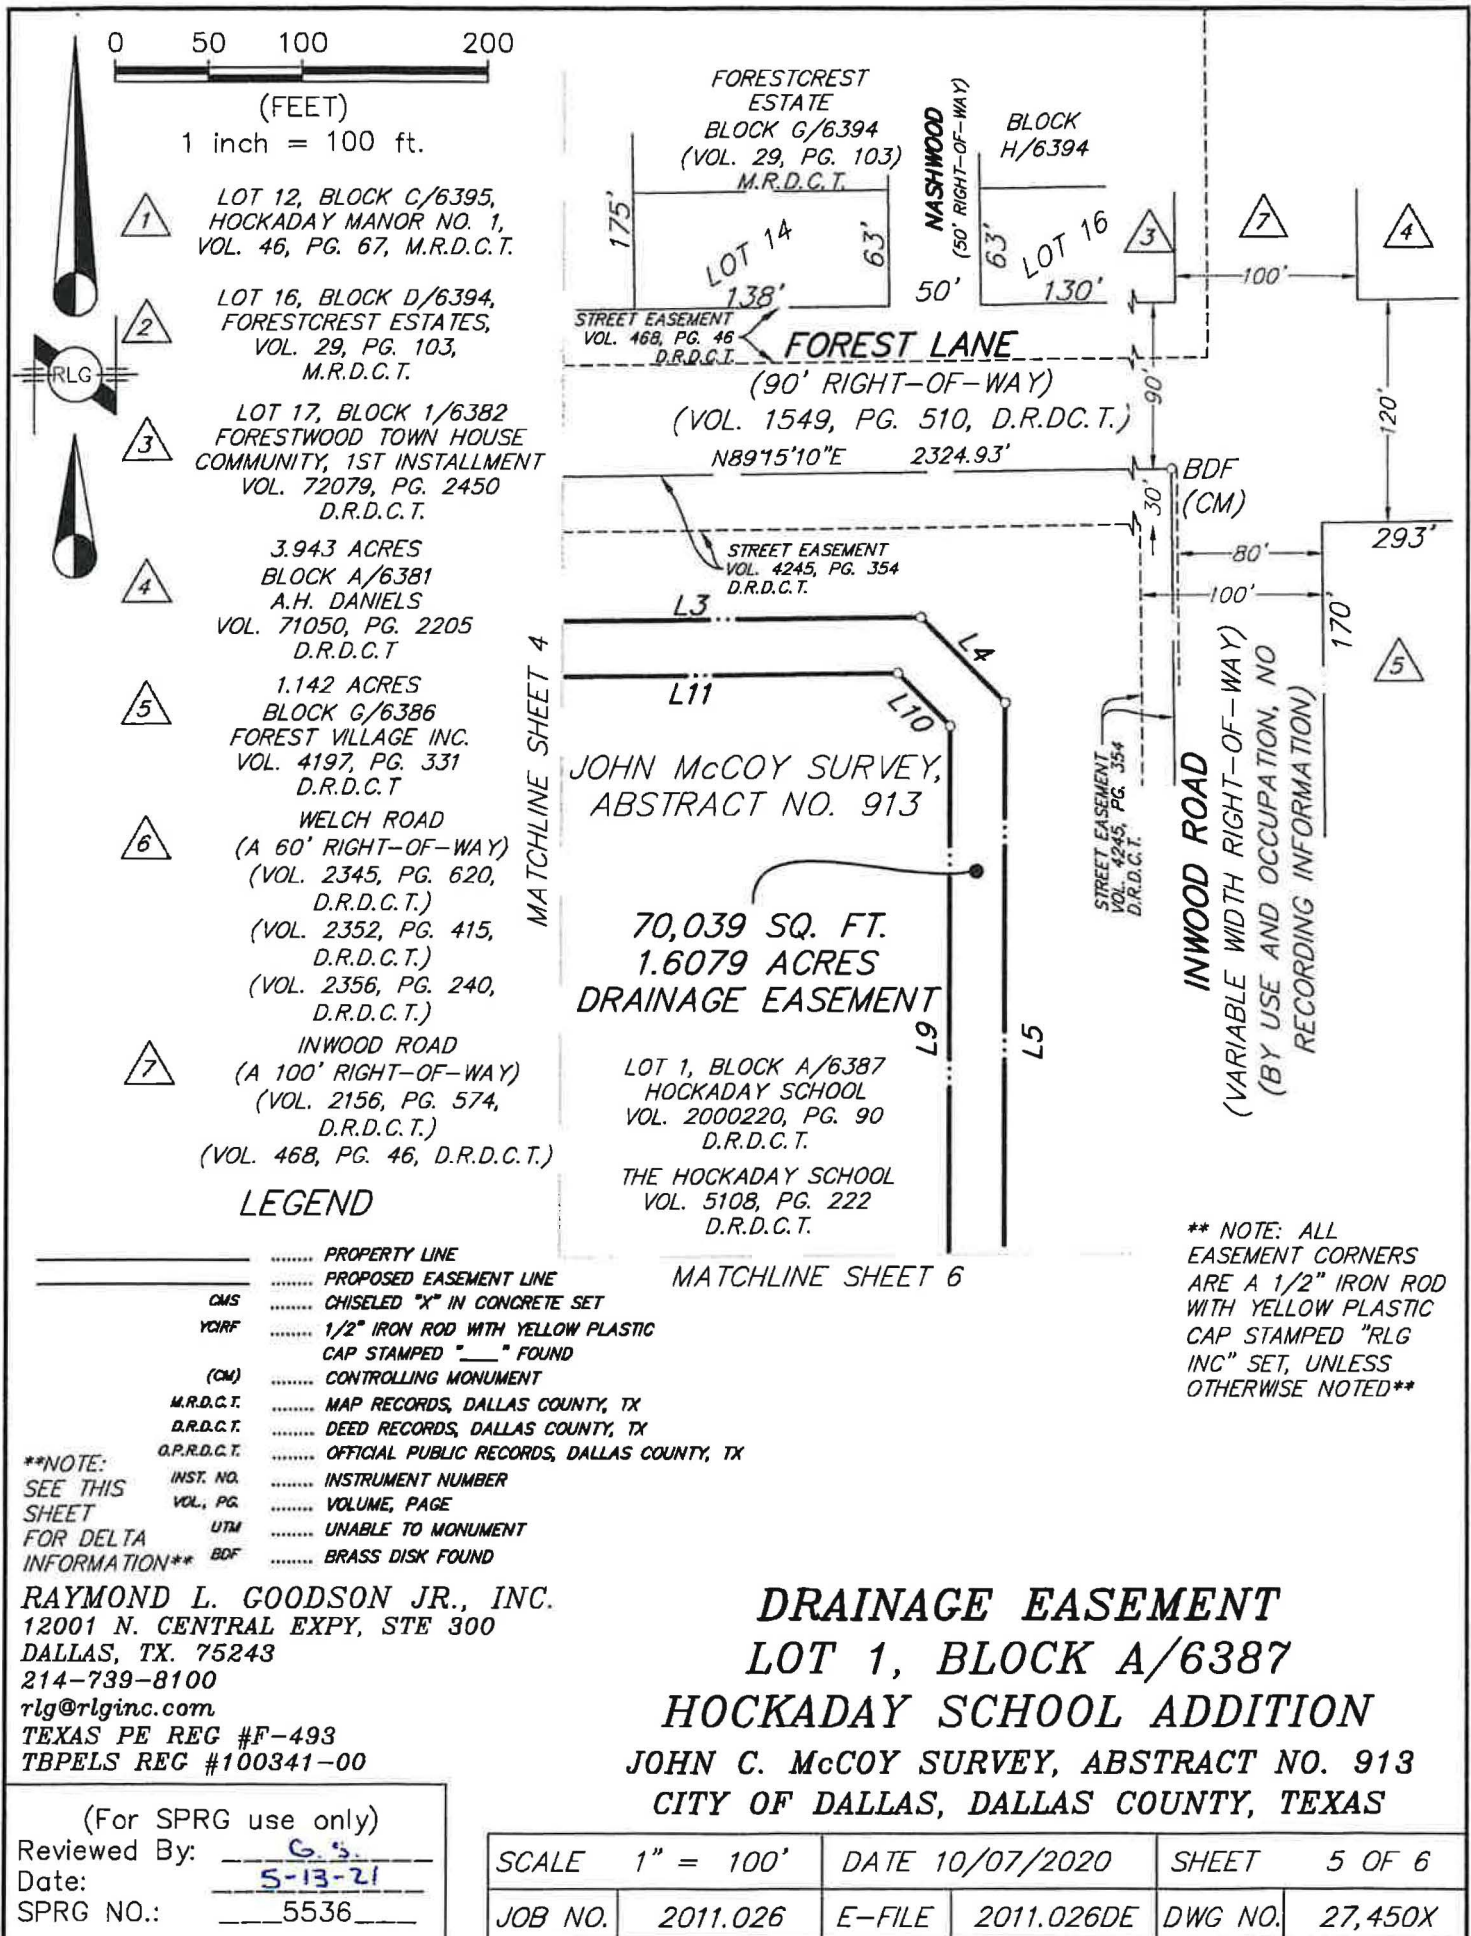 0 50 100 200
(FEET)
1 inch = 100 ft.
1
LOT 12, BLOCK C/6395,
HOCKADAY MANOR NO. 1,
VOL. 46, PG. 67, M.R.D.C.T.
2
LOT 16, BLOCK D/6394,
FORESTCREST ESTATES,
VOL. 29, PG. 103,
M.R.D.C.T.
RLG
3
LOT 17, BLOCK 1/6382
FORESTWOOD TOWN HOUSE
COMMUNITY, 1ST INSTALLMENT
VOL. 72079, PG. 2450
D.R.D.C.T.
4
3.943 ACRES
BLOCK A/6381
A.H. DANIELS
VOL. 71050, PG. 2205
D.R.D.C.T
5
1.142 ACRES
BLOCK G/6386
FOREST VILLAGE INC.
VOL. 4197, PG. 331
D.R.D.C.T
6
WELCH ROAD
(A 60' RIGHT-OF-WAY)
(VOL. 2345, PG. 620,
D.R.D.C.T.)
(VOL. 2352, PG. 415,
D.R.D.C.T.)
(VOL. 2356, PG. 240,
D.R.D.C.T.)
7
INWOOD ROAD
(A 100' RIGHT-OF-WAY)
(VOL. 2156, PG. 574,
D.R.D.C.T.)
(VOL. 468, PG. 46, D.R.D.C.T.)
MATCHLINE SHEET 4
FORESTCREST
ESTATE
BLOCK G/6394
(VOL. 29, PG. 103)
M.R.D.C.T.
175'
LOT 14
63'
138'
NASHWOOD
(50' RIGHT-OF-WAY)
50'
BLOCK
H/6394
63'
LOT 16
130'
3
7
4
100'
STREET EASEMENT
VOL. 468, PG. 46
D.R.D.C.T.
FOREST LANE
(90' RIGHT-OF-WAY)
(VOL. 1549, PG. 510, D.R.DC.T.)
90'
120'
N89°15'10"E 2324.93'
BDF
(CM)
30'
293'
80'
100'
170'
5
STREET EASEMENT
VOL. 4245, PG. 354
D.R.D.C.T.
L3
L4
L11
L10
JOHN McCOY SURVEY,
ABSTRACT NO. 913
STREET EASEMENT
VOL. 4245, PG. 354
D.R.D.C.T.
INWOOD ROAD
(VARIABLE WIDTH RIGHT-OF-WAY)
(BY USE AND OCCUPATION, NO
RECORDING INFORMATION)
70,039 SQ. FT.
1.6079 ACRES
DRAINAGE EASEMENT
L9
L5
LOT 1, BLOCK A/6387
HOCKADAY SCHOOL
VOL. 2000220, PG. 90
D.R.D.C.T.
THE HOCKADAY SCHOOL
VOL. 5108, PG. 222
D.R.D.C.T.
MATCHLINE SHEET 6
** NOTE: ALL
EASEMENT CORNERS
ARE A 1/2" IRON ROD
WITH YELLOW PLASTIC
CAP STAMPED "RLG
INC" SET, UNLESS
OTHERWISE NOTED**
LEGEND
........ PROPERTY LINE
........ PROPOSED EASEMENT LINE
CMS ........ CHISELED "X" IN CONCRETE SET
YCIRF ........ 1/2" IRON ROD WITH YELLOW PLASTIC
CAP STAMPED "___" FOUND
(CM) ........ CONTROLLING MONUMENT
M.R.D.C.T. ........ MAP RECORDS, DALLAS COUNTY, TX
D.R.D.C.T. ........ DEED RECORDS, DALLAS COUNTY, TX
O.P.R.D.C.T. ........ OFFICIAL PUBLIC RECORDS, DALLAS COUNTY, TX
INST. NO. ........ INSTRUMENT NUMBER
VOL., PG. ........ VOLUME, PAGE
UTM ........ UNABLE TO MONUMENT
BDF ........ BRASS DISK FOUND
**NOTE:
SEE THIS
SHEET
FOR DELTA
INFORMATION**
RAYMOND L. GOODSON JR., INC.
12001 N. CENTRAL EXPY, STE 300
DALLAS, TX. 75243
214-739-8100
rlg@rlginc.com
TEXAS PE REG #F-493
TBPELS REG #100341-00
DRAINAGE EASEMENT
LOT 1, BLOCK A/6387
HOCKADAY SCHOOL ADDITION
JOHN C. McCOY SURVEY, ABSTRACT NO. 913
CITY OF DALLAS, DALLAS COUNTY, TEXAS
(For SPRG use only)
Reviewed By: G.S.
Date: 5-13-21
SPRG NO.: ___5536___
SCALE 1" = 100' DATE 10/07/2020 SHEET 5 OF 6
JOB NO. 2011.026 E-FILE 2011.026DE DWG NO. 27,450X